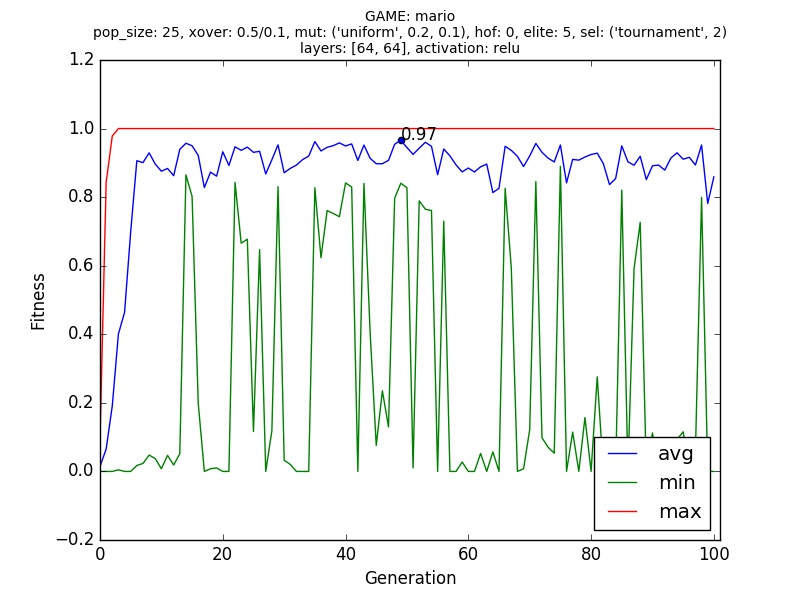 GAME: mario
pop_size: 25, xover: 0.5/0.1, mut: ('uniform', 0.2, 0.1), hof: 0, elite: 5, sel: ('tournament', 2)
layers: [64, 64], activation: relu
1.2
1.0
0.8
0.6
0.4
0.2
0.0
−0.2
Fitness
0.97
avg
min
max
0 20 40 60 80 100
Generation